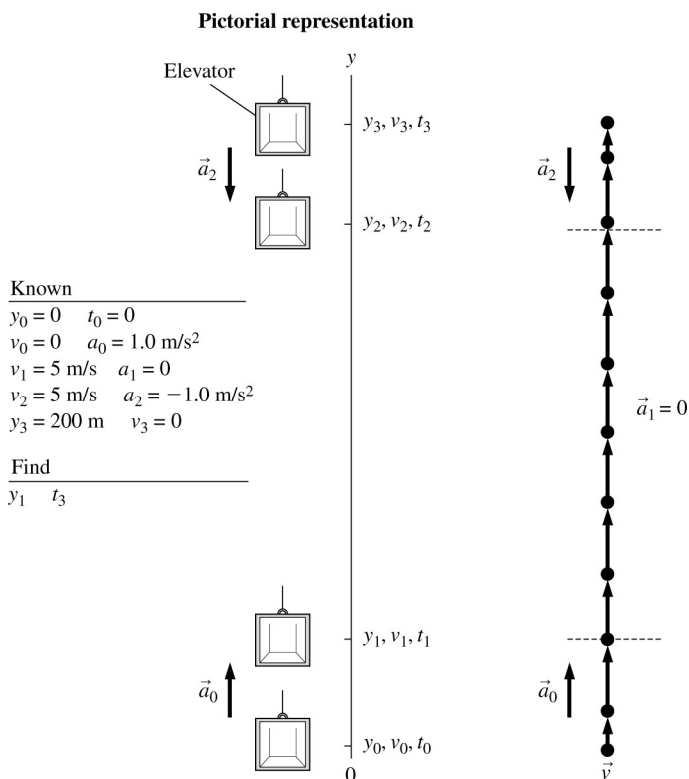 Pictorial representation
Elevator
y
y₃, v₃, t₃
a⃗₂
a⃗₂
y₂, v₂, t₂
Known
y₀ = 0 t₀ = 0
v₀ = 0 a₀ = 1.0 m/s²
v₁ = 5 m/s a₁ = 0
v₂ = 5 m/s a₂ = −1.0 m/s²
y₃ = 200 m v₃ = 0
a⃗₁ = 0
Find
y₁ t₃
y₁, v₁, t₁
a⃗₀
a⃗₀
y₀, v₀, t₀
0
v⃗